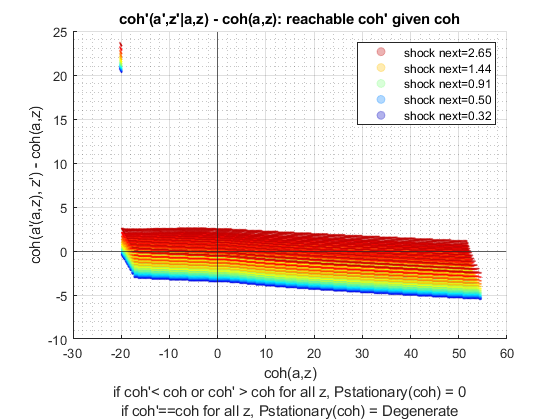 coh'(a',z'|a,z) - coh(a,z): reachable coh' given coh
25
20
15
10
5
0
-5
-10
coh(a'(a,z), z') - coh(a,z)
shock next=2.65
shock next=1.44
shock next=0.91
shock next=0.50
shock next=0.32
-30
-20
-10
0
10
20
30
40
50
60
coh(a,z)
if coh'< coh or coh' > coh for all z, Pstationary(coh) = 0
if coh'==coh for all z, Pstationary(coh) = Degenerate